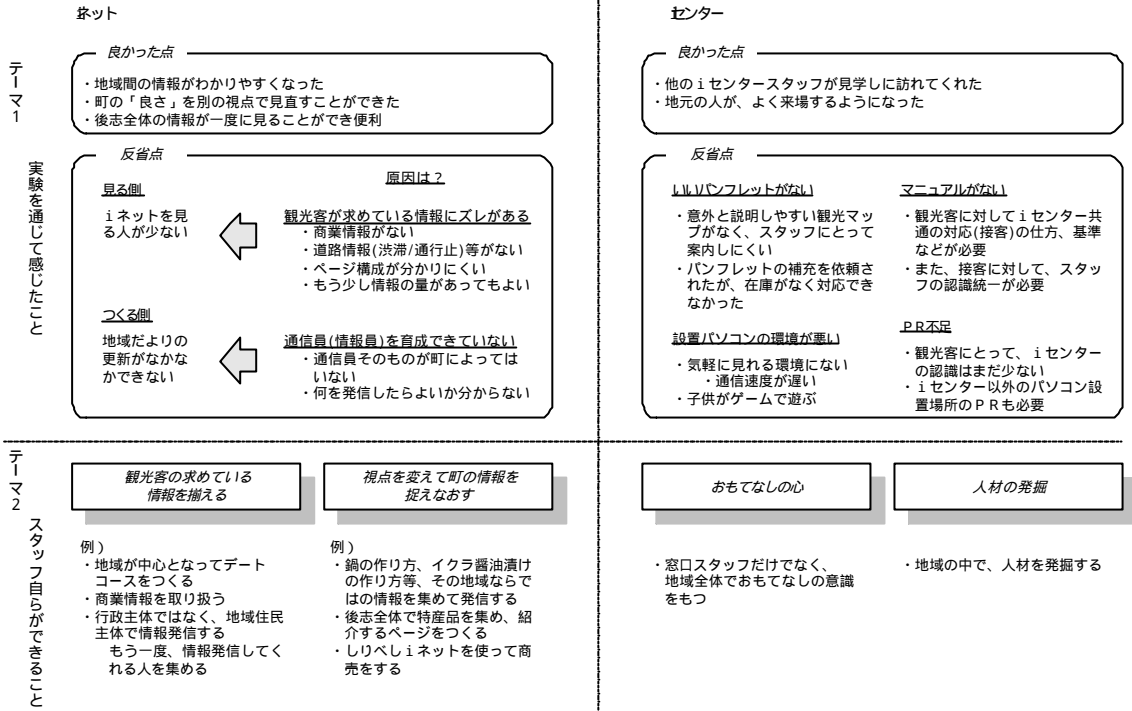 iネット
iセンター
テーマ1
実験を通じて感じたこと
良かった点
・地域間の情報がわかりやすくなった
・町の「良さ」を別の視点で見直すことができた
・後志全体の情報が一度に見ることができ便利
反省点
見る側
iネットを見
る人が少ない
原因は？
観光客が求めている情報にズレがある
・商業情報がない
・道路情報(渋滞/通行止)等がない
・ページ構成が分かりにくい
・もう少し情報の量があってもよい
つくる側
地域だよりの
更新がなかな
かできない
通信員(情報員)を育成できていない
・通信員そのものが町によっては
いない
・何を発信したらよいか分からない
良かった点
・他のｉセンタースタッフが見学しに訪れてくれた
・地元の人が、よく来場するようになった
反省点
いいパンフレットがない
・意外と説明しやすい観光マッ
プがなく、スタッフにとって
案内しにくい
・パンフレットの補充を依頼さ
れたが、在庫がなく対応でき
なかった
設置パソコンの環境が悪い
・気軽に見れる環境にない
・通信速度が遅い
・子供がゲームで遊ぶ
マニュアルがない
・観光客に対してｉセンター共
通の対応(接客)の仕方、基準
などが必要
・また、接客に対して、スタッ
フの認識統一が必要
ＰＲ不足
・観光客にとって、ｉセンター
の認識はまだ少ない
・ｉセンター以外のパソコン設
置場所のＰＲも必要
テーマ2
スタッフ自らができること
観光客の求めている
情報を揃える
例）
・地域が中心となってデート
コースをつくる
・商業情報を取り扱う
・行政主体ではなく、地域住民
主体で情報発信する
もう一度、情報発信してく
れる人を集める
視点を変えて町の情報を
捉えなおす
例）
・鍋の作り方、イクラ醤油漬け
の作り方等、その地域ならで
はの情報を集めて発信する
・後志全体で特産品を集め、紹
介するページをつくる
・しりべしｉネットを使って商
売をする
おもてなしの心
・窓口スタッフだけでなく、
地域全体でおもてなしの意識
をもつ
人材の発掘
・地域の中で、人材を発掘する